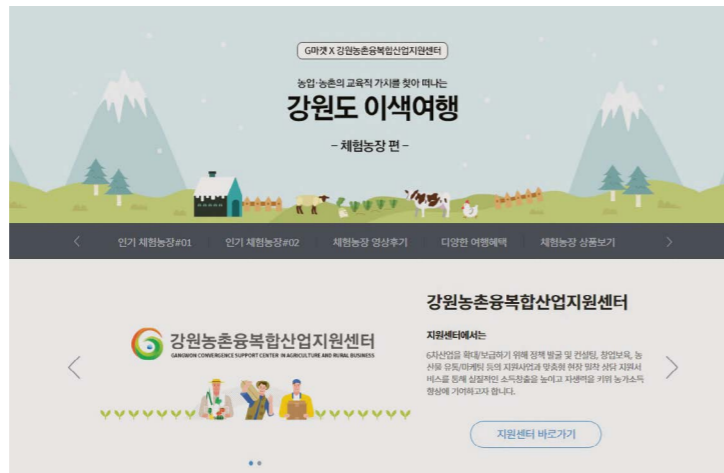 G마켓 X 강원농촌융복합산업지원센터
농업·농촌의 교육적 가치를 찾아 떠나는
강원도 이색여행
– 체험농장 편 –
인기 체험농장#01 인기 체험농장#02 체험농장 영상후기 다양한 여행혜택 체험농장 상품보기
강원농촌융복합산업지원센터
지원센터에서는
6차산업을 확대/보급하기 위해 정책 발굴 및 컨설팅, 창업보육, 농
산물 유통/마케팅 등의 지원사업과 맞춤형 현장 밀착 상담 지원서
비스를 통해 실질적인 소득창출을 높이고 자생력을 키워 농가소득
향상에 기여하고자 합니다.
지원센터 바로가기
강원농촌융복합산업지원센터
GANGWON CONVERGENCE SUPPORT CENTER IN AGRICULTURE AND RURAL BUSINESS